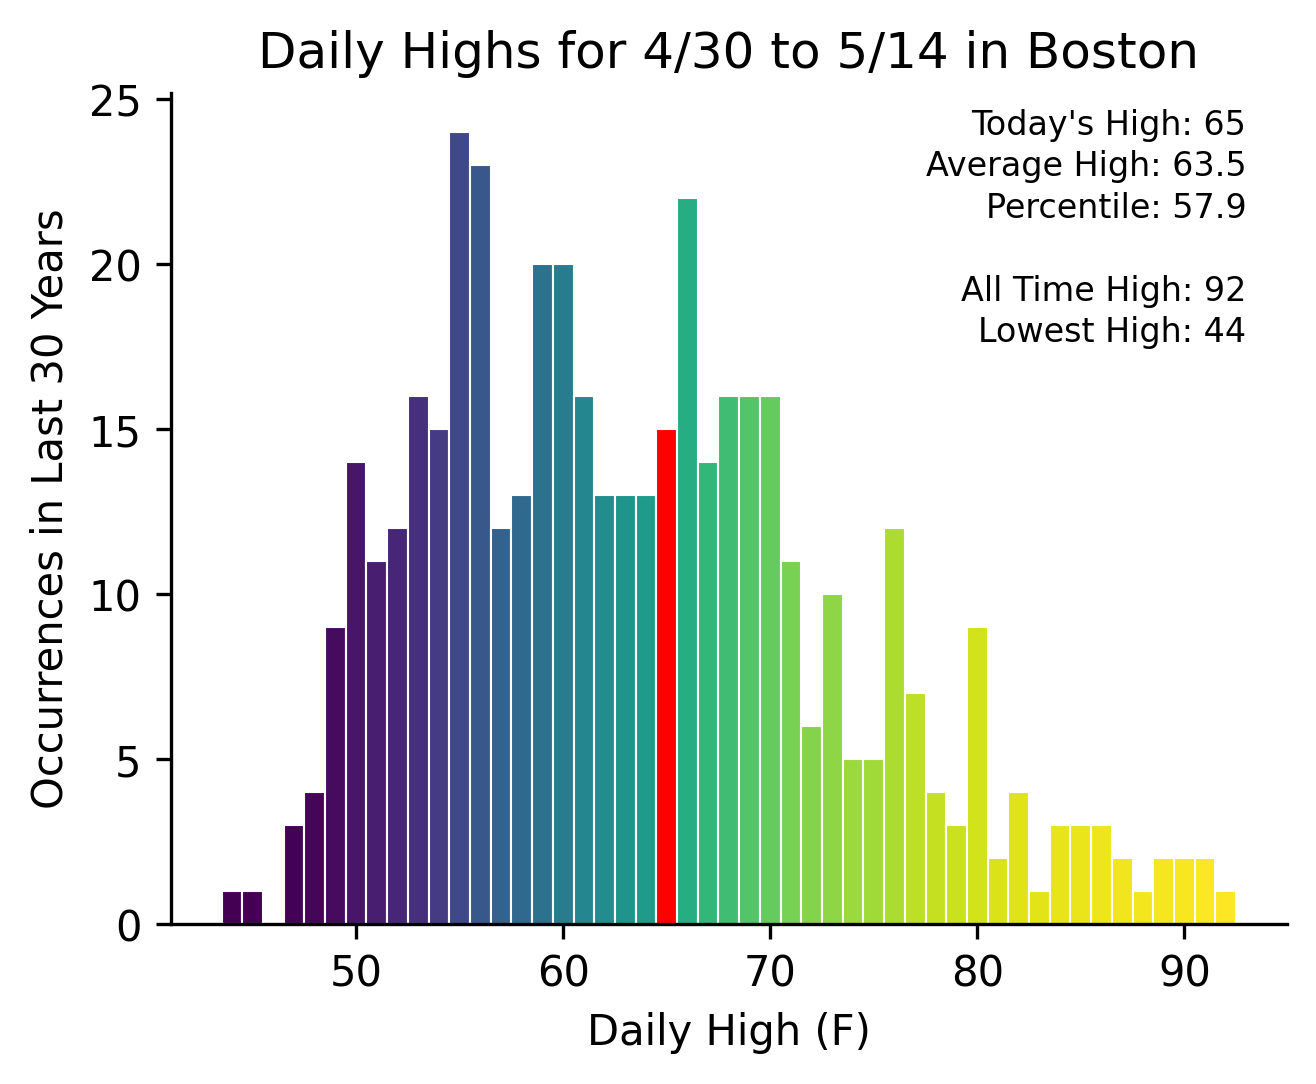 Daily Highs for 4/30 to 5/14 in Boston
Today's High: 65
Average High: 63.5
Percentile: 57.9
All Time High: 92
Lowest High: 44
Occurrences in Last 30 Years
25
20
15
10
5
0
50 60 70 80 90
Daily High (F)